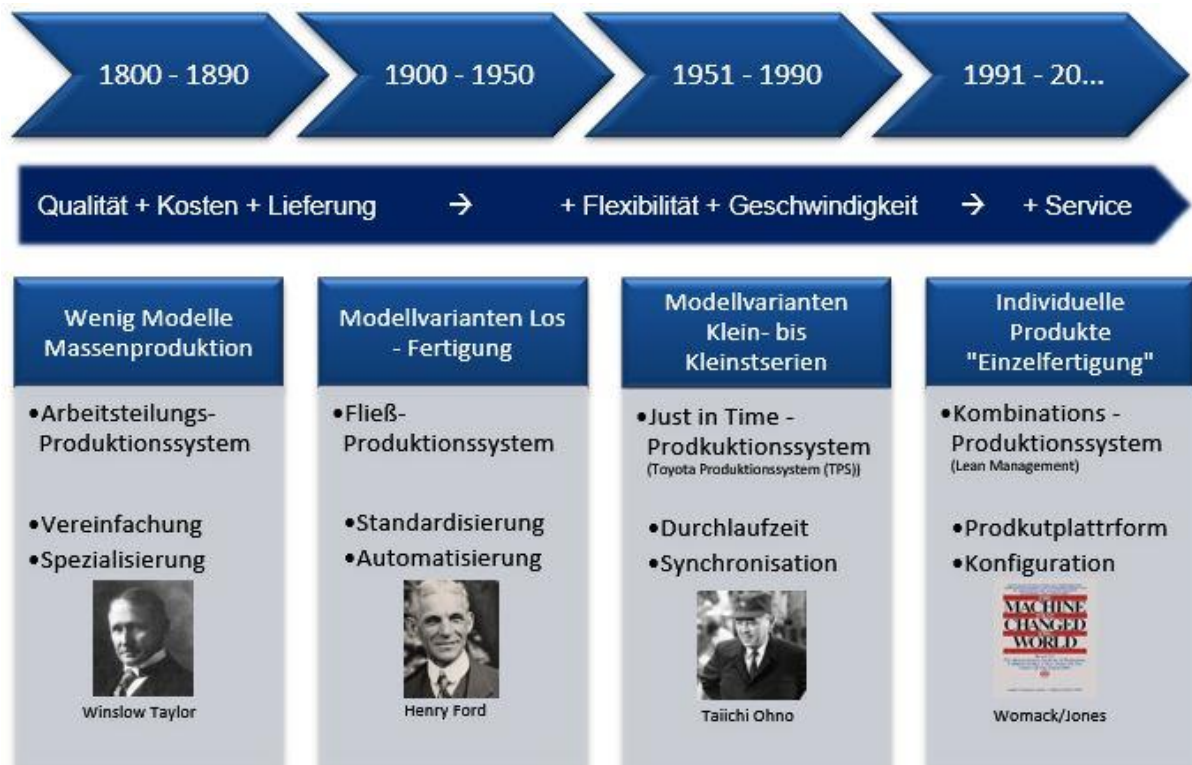 1800 - 1890
1900 - 1950
1951 - 1990
1991 - 20...
Qualität + Kosten + Lieferung → + Flexibilität + Geschwindigkeit → + Service
Wenig Modelle
Massenproduktion
•Arbeitsteilungs-
Produktionssystem
•Vereinfachung
•Spezialisierung
Winslow Taylor
Modellvarianten Los
- Fertigung
•Fließ-
Produktionssystem
•Standardisierung
•Automatisierung
Henry Ford
Modellvarianten
Klein- bis
Kleinstserien
•Just in Time -
Prodkuktionssystem
(Toyota Produktionssystem (TPS))
•Durchlaufzeit
•Synchronisation
Taiichi Ohno
Individuelle
Produkte
"Einzelfertigung"
•Kombinations -
Produktionssystem
(Lean Management)
•Prodkutplattrform
•Konfiguration
MACHINE
CHANGED
WORLD
Womack/Jones